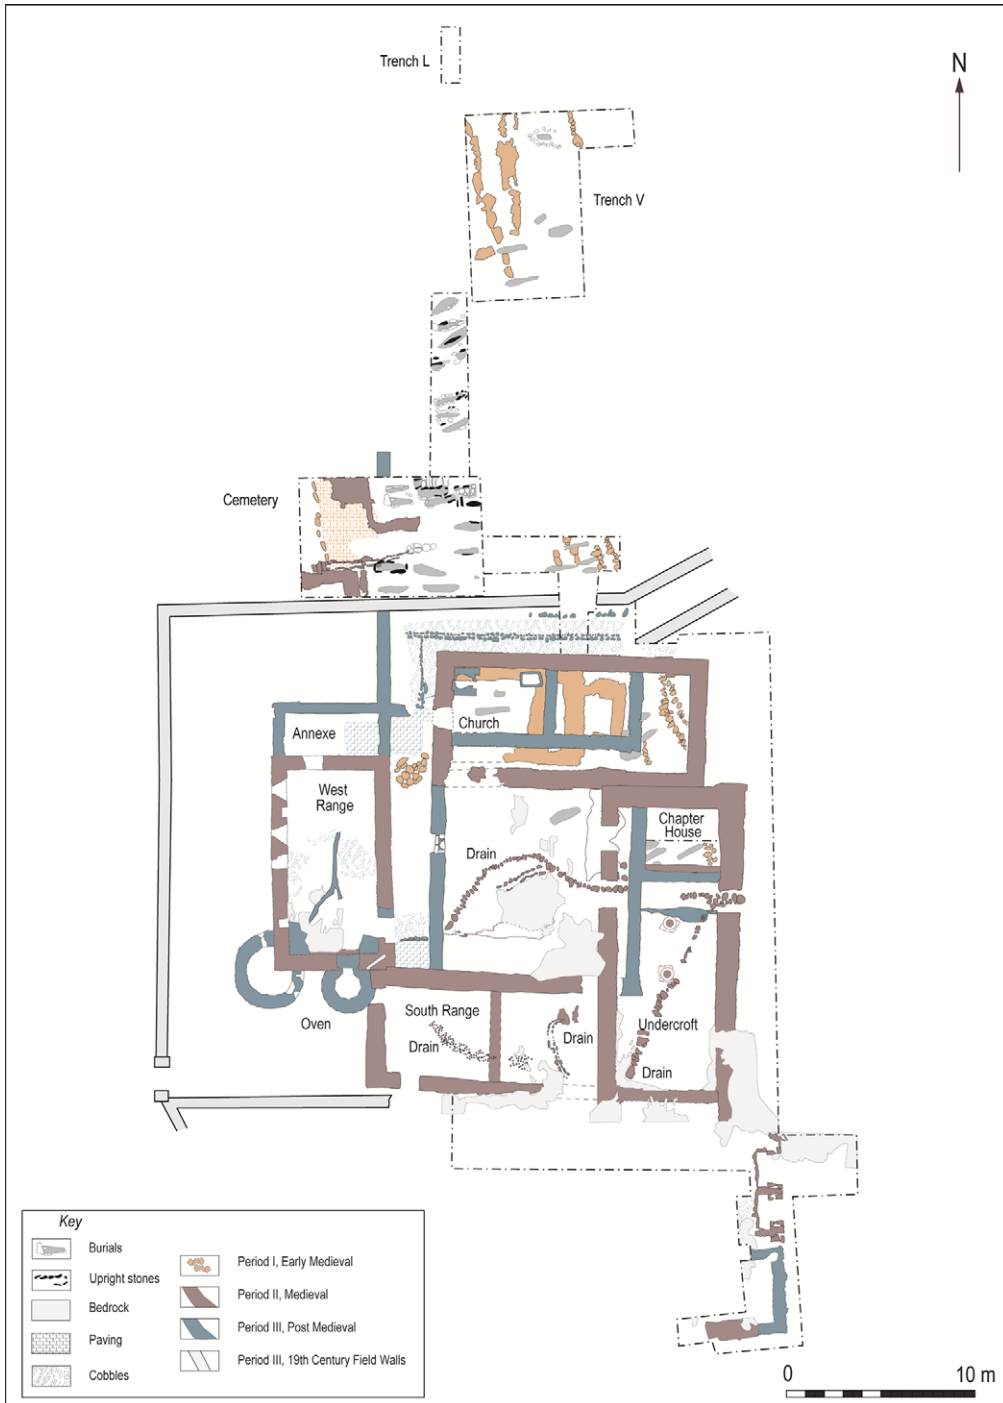 Trench L
N
Trench V
Cemetery
Church
Annexe
West
Range
Chapter
House
Drain
South Range
Drain
Drain
Undercroft
Drain
Oven
Key
Burials
Upright stones
Bedrock
Paving
Cobbles
Period I, Early Medieval
Period II, Medieval
Period III, Post Medieval
Period III, 19th Century Field Walls
0
10 m